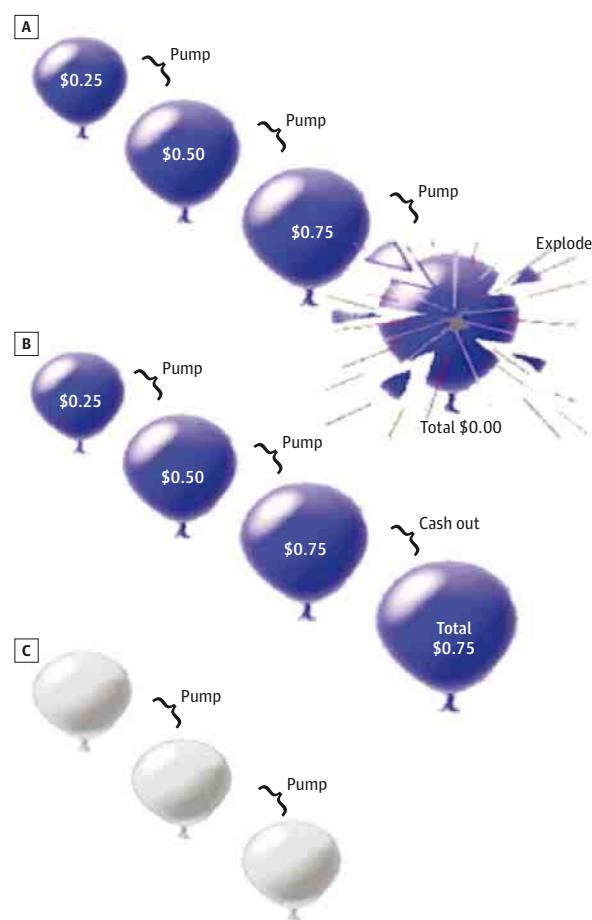 A
$0.25
Pump
$0.50
Pump
$0.75
Pump
Explode
Total $0.00
B
$0.25
Pump
$0.50
Pump
$0.75
Cash out
Total
$0.75
C
Pump
Pump